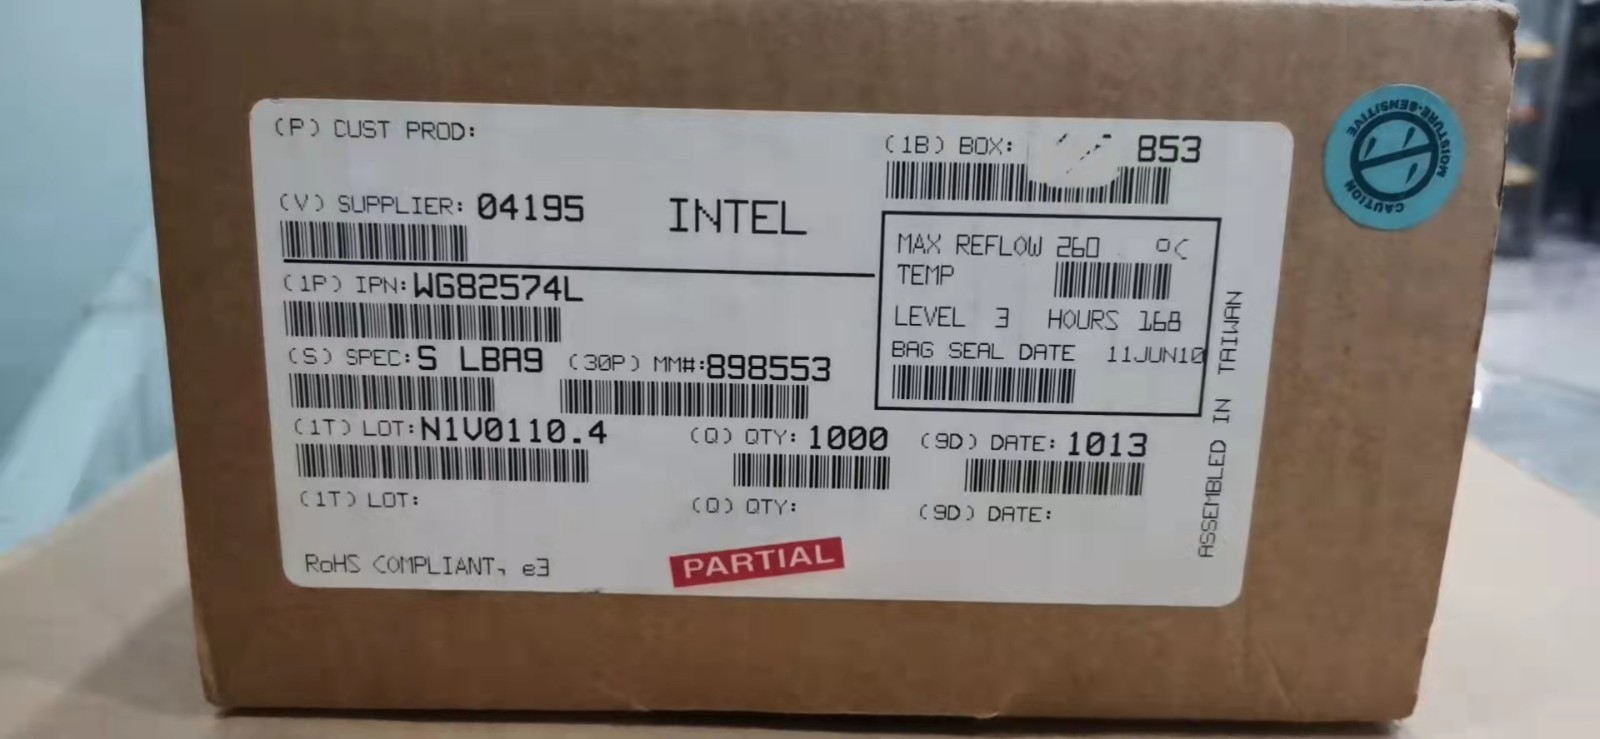 (P) CUST PROD:
(1B) BOX: 853
(V) SUPPLIER: 04195 INTEL
MAX REFLOW 260 °C
TEMP
(1P) IPN: WG82574L
LEVEL 3 HOURS 168
BAG SEAL DATE 11JUN10
(S) SPEC: S LBA9 (30P) MM#: 898553
(1T) LOT: N1V0110.4 (Q) QTY: 1000 (9D) DATE: 1013
(1T) LOT: (Q) QTY: (9D) DATE:
RoHS COMPLIANT, e3
PARTIAL
ASSEMBLED IN TAIWAN
CAUTION
MOISTURE-SENSITIVE